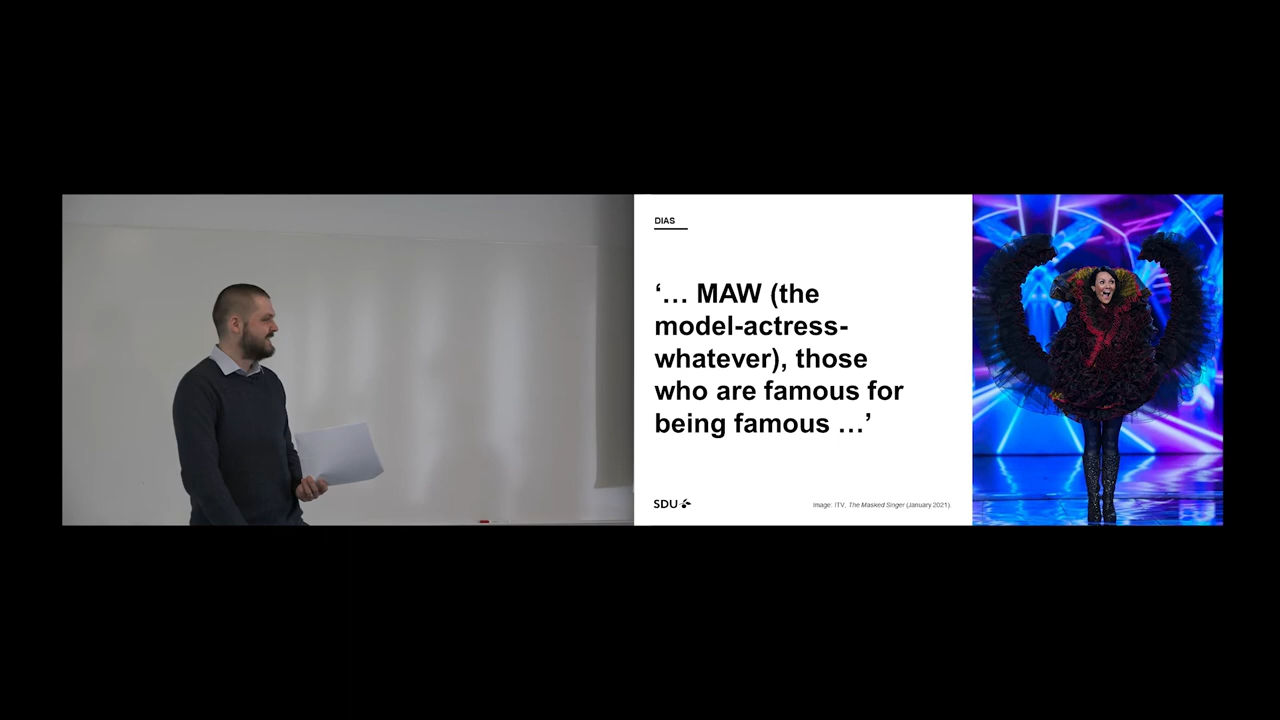 DIAS
‘… MAW (the
model-actress-
whatever), those
who are famous for
being famous …’
SDU
Image: ITV, The Masked Singer (January 2021).